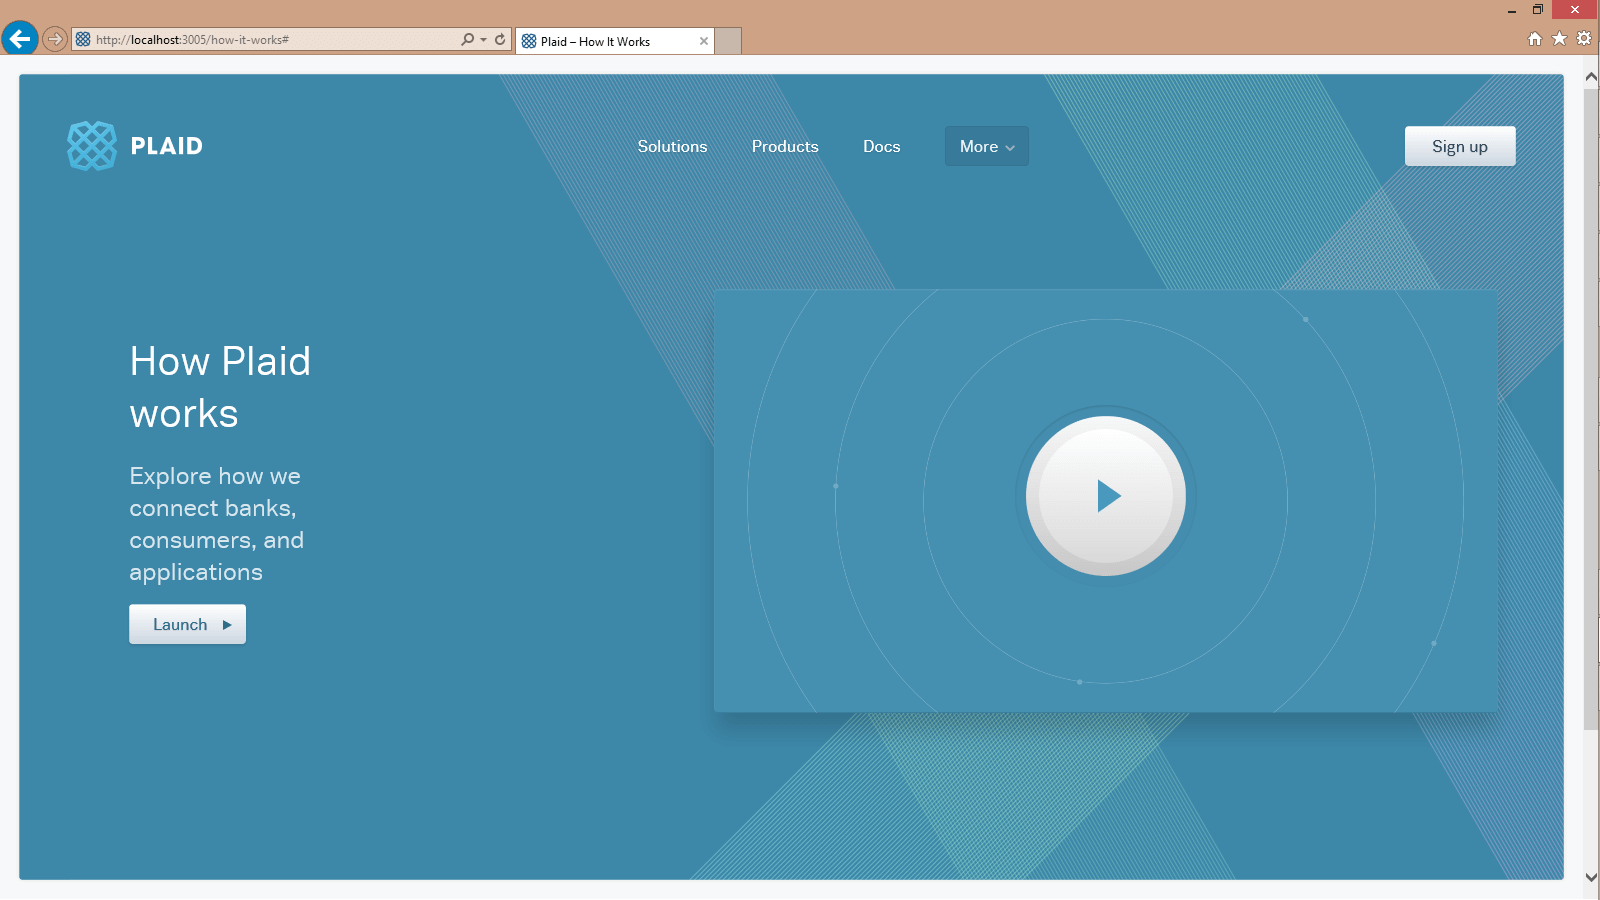 http://localhost:3005/how-it-works#
Plaid – How It Works
PLAID
Solutions
Products
Docs
More
Sign up
How Plaid
works
Explore how we
connect banks,
consumers, and
applications
Launch